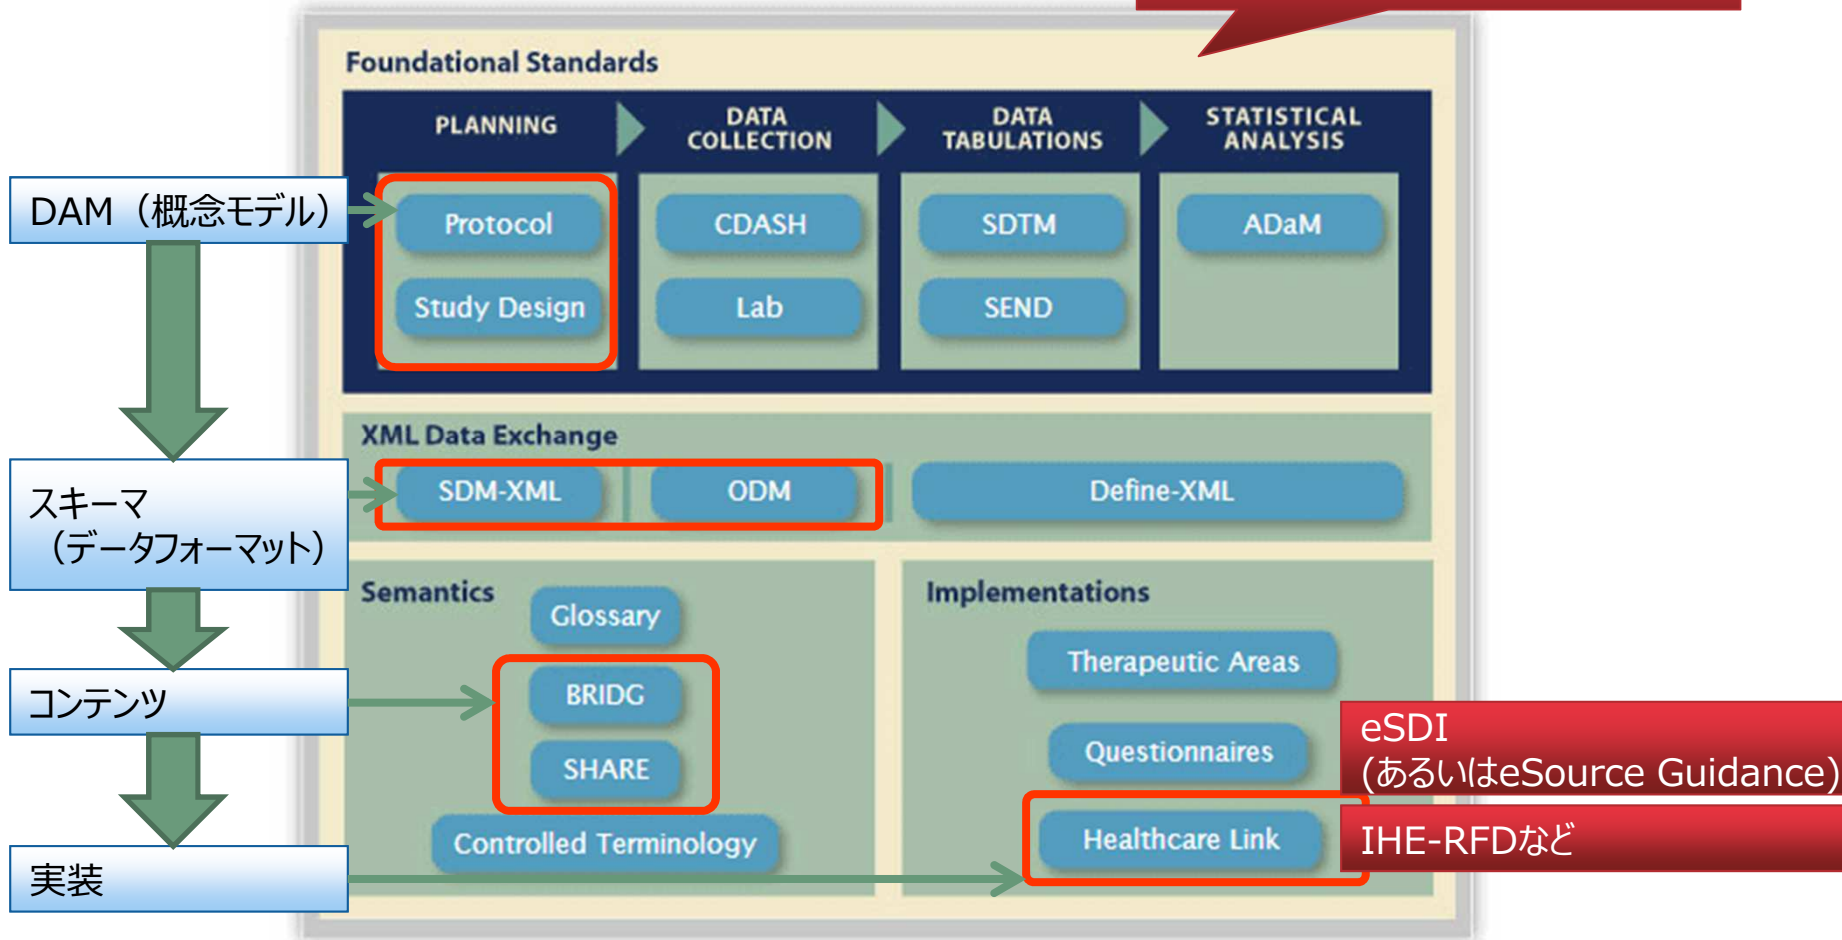 Foundational Standards
PLANNING
DATA
COLLECTION
DATA
TABULATIONS
STATISTICAL
ANALYSIS
DAM（概念モデル）
Protocol
CDASH
SDTM
ADaM
Study Design
Lab
SEND
XML Data Exchange
スキーマ
（データフォーマット）
SDM-XML
ODM
Define-XML
Semantics
Glossary
BRIDG
SHARE
Controlled Terminology
コンテンツ
実装
Implementations
Therapeutic Areas
Questionnaires
Healthcare Link
eSDI
(あるいはeSource Guidance)
IHE-RFDなど